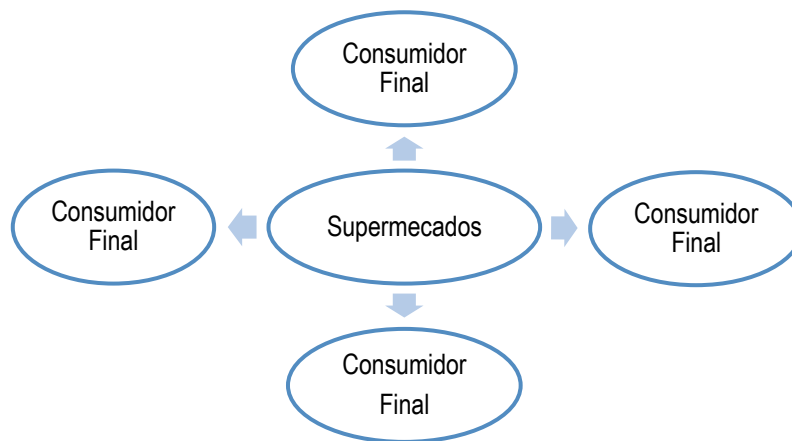 Consumidor
Final
Consumidor
Final
Supermecados
Consumidor
Final
Consumidor
Final